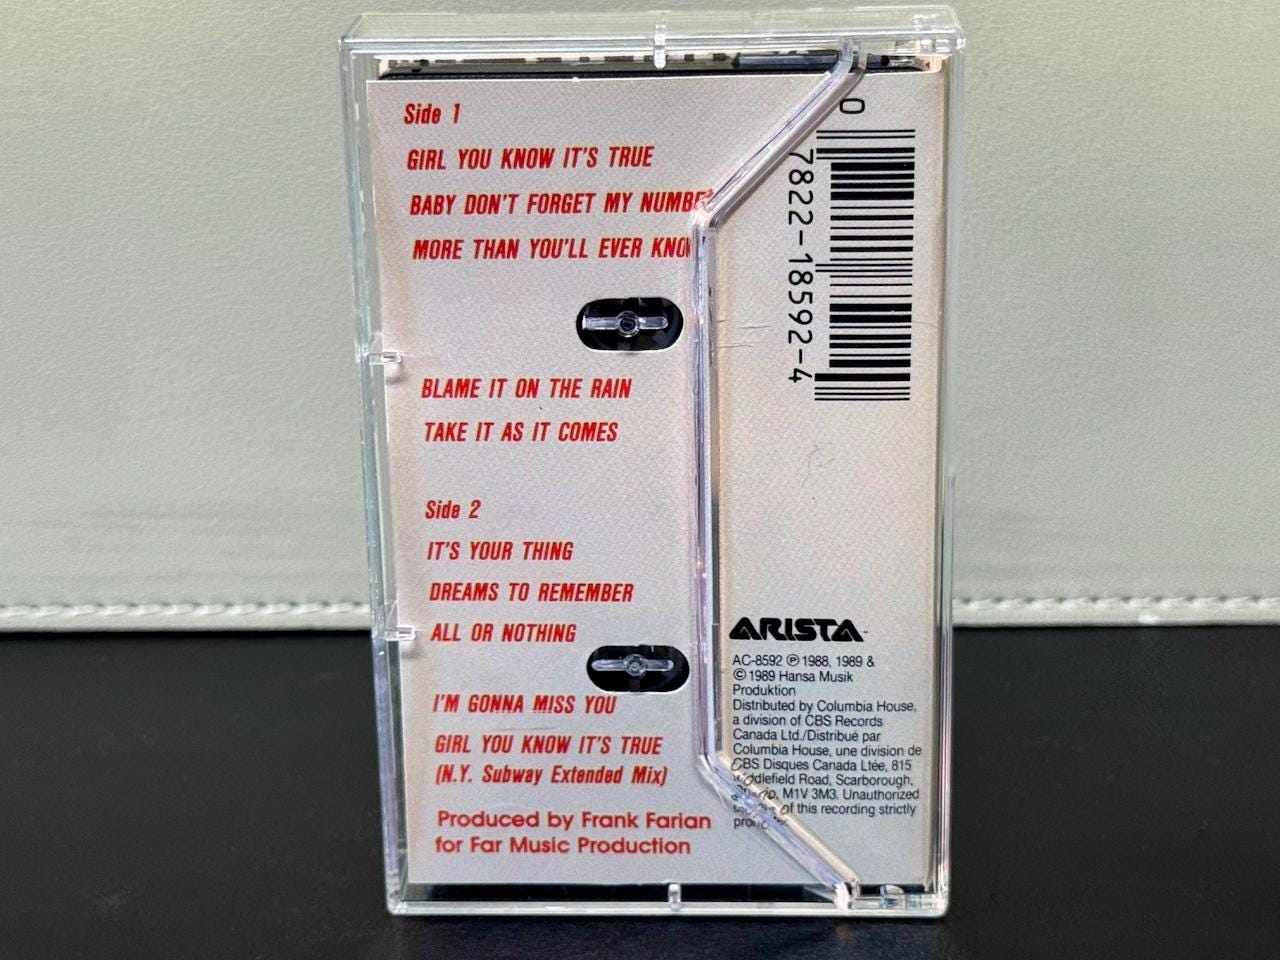 Side 1
GIRL YOU KNOW IT'S TRUE
BABY DON'T FORGET MY NUMBE
MORE THAN YOU'LL EVER KNOW
BLAME IT ON THE RAIN
TAKE IT AS IT COMES
Side 2
IT'S YOUR THING
DREAMS TO REMEMBER
ALL OR NOTHING
I'M GONNA MISS YOU
GIRL YOU KNOW IT'S TRUE
(N.Y. Subway Extended Mix)
Produced by Frank Farian
for Far Music Production
0
7822-18592-4
ARISTA
AC-8592 ℗ 1988, 1989 &
© 1989 Hansa Musik
Produktion
Distributed by Columbia House,
a division of CBS Records
Canada Ltd./Distribué par
Columbia House, une division de
CBS Disques Canada Ltée, 815
Middlefield Road, Scarborough,
Ontario, M1V 3M3. Unauthorized
of this recording strictly